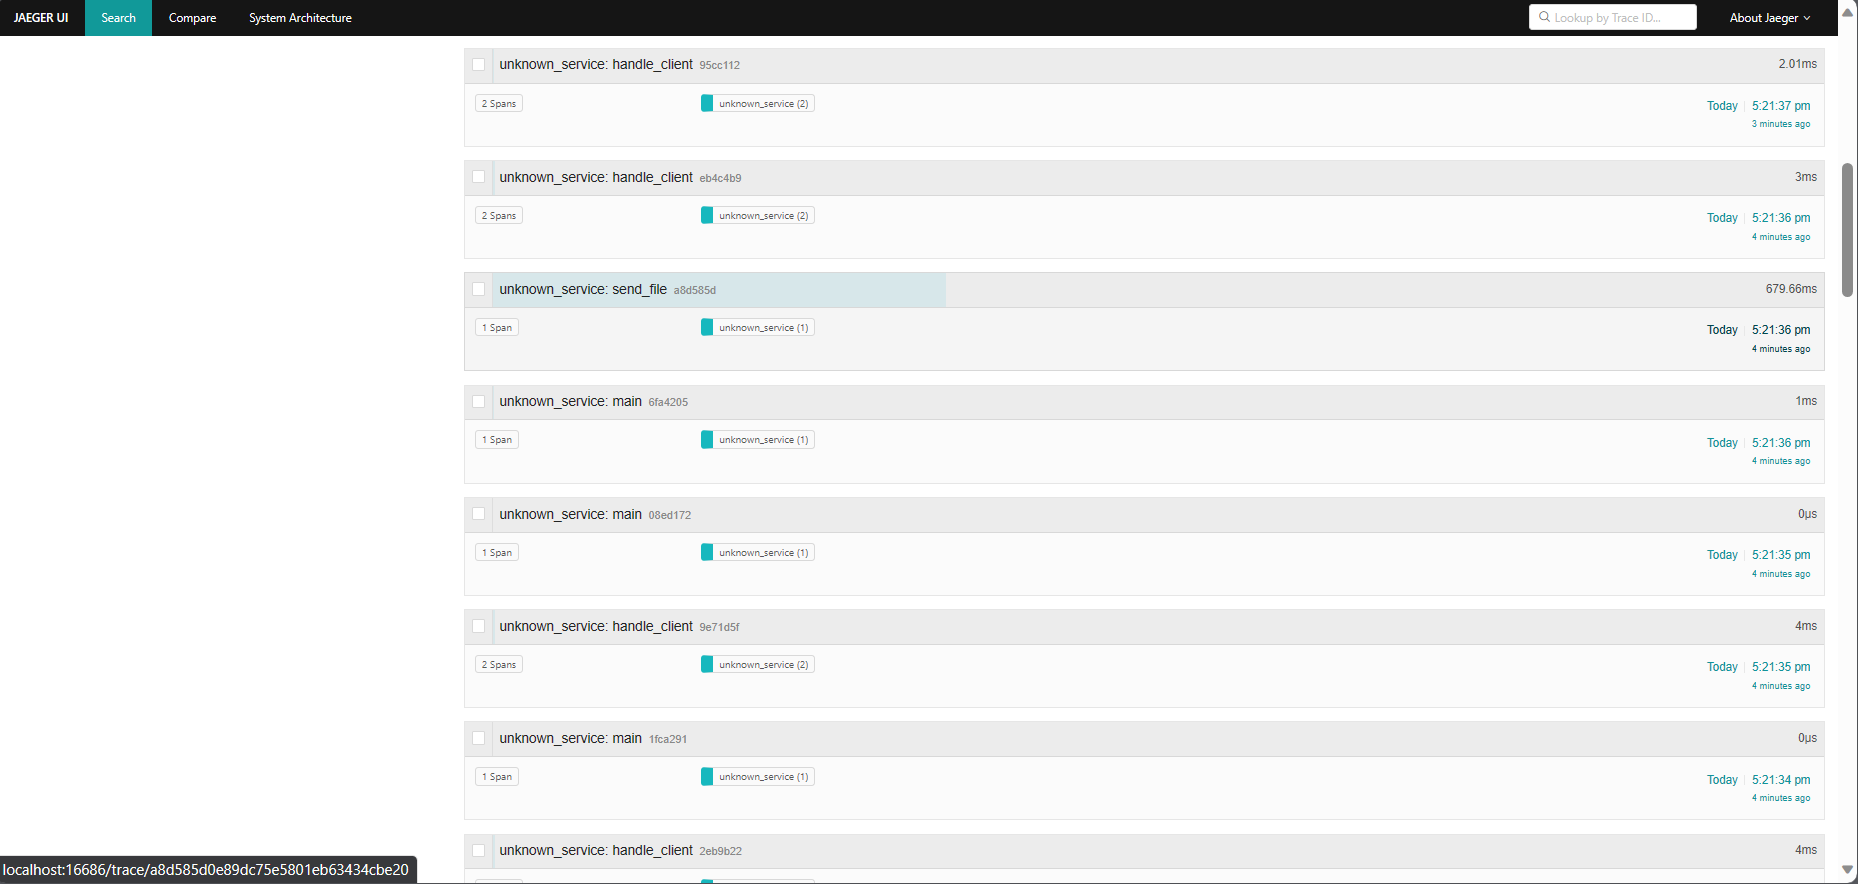 JAEGER UI Search Compare System Architecture Lookup by Trace ID... About Jaeger
unknown_service: handle_client 95cc112 2.01ms
2 Spans unknown_service (2) Today 5:21:37 pm
3 minutes ago
unknown_service: handle_client eb4c4b9 3ms
2 Spans unknown_service (2) Today 5:21:36 pm
4 minutes ago
unknown_service: send_file a8d585d 679.66ms
1 Span unknown_service (1) Today 5:21:36 pm
4 minutes ago
unknown_service: main 6fa4205 1ms
1 Span unknown_service (1) Today 5:21:36 pm
4 minutes ago
unknown_service: main 08ed172 0μs
1 Span unknown_service (1) Today 5:21:35 pm
4 minutes ago
unknown_service: handle_client 9e71d5f 4ms
2 Spans unknown_service (2) Today 5:21:35 pm
4 minutes ago
unknown_service: main 1fca291 0μs
1 Span unknown_service (1) Today 5:21:34 pm
4 minutes ago
unknown_service: handle_client 2eb9b22 4ms
localhost:16686/trace/a8d585d0e89dc75e5801eb63434cbe20